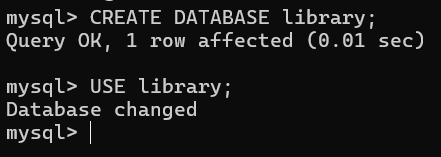 mysql> CREATE DATABASE library;
Query OK, 1 row affected (0.01 sec)
mysql> USE library;
Database changed
mysql>